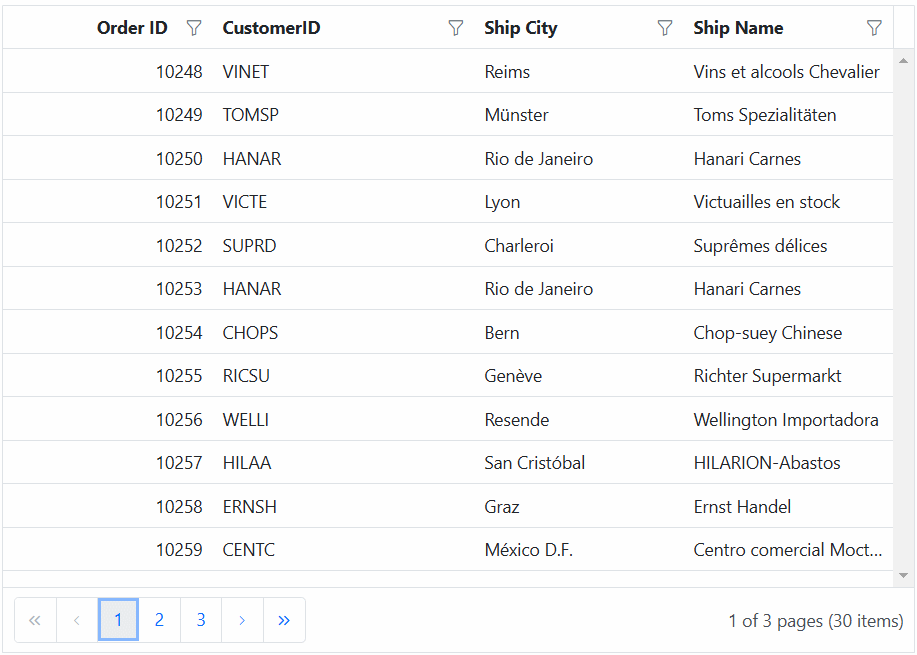 Order ID CustomerID Ship City Ship Name
10248 VINET Reims Vins et alcools Chevalier
10249 TOMSP Münster Toms Spezialitäten
10250 HANAR Rio de Janeiro Hanari Carnes
10251 VICTE Lyon Victuailles en stock
10252 SUPRD Charleroi Suprêmes délices
10253 HANAR Rio de Janeiro Hanari Carnes
10254 CHOPS Bern Chop-suey Chinese
10255 RICSU Genève Richter Supermarkt
10256 WELLI Resende Wellington Importadora
10257 HILAA San Cristóbal HILARION-Abastos
10258 ERNSH Graz Ernst Handel
10259 CENTC México D.F. Centro comercial Moct...
« ‹ 1 2 3 › » 1 of 3 pages (30 items)